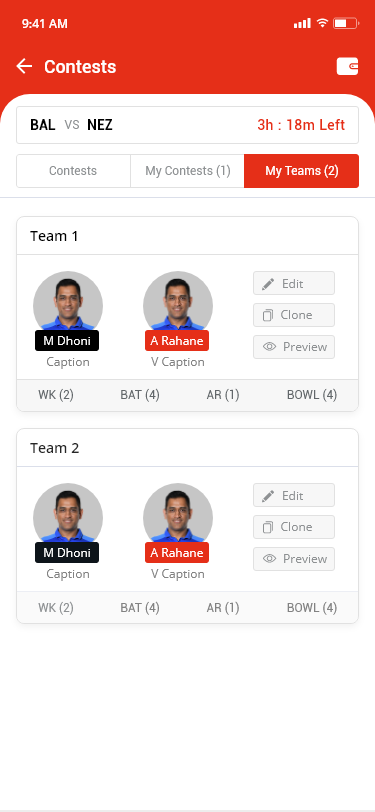 9:41 AM
Contests
BAL VS NEZ 3h : 18m Left
Contests My Contests (1) My Teams (2)
Team 1
Edit
Clone
M Dhoni A Rahane Preview
Caption V Caption
WK (2) BAT (4) AR (1) BOWL (4)
Team 2
Edit
Clone
M Dhoni A Rahane Preview
Caption V Caption
WK (2) BAT (4) AR (1) BOWL (4)